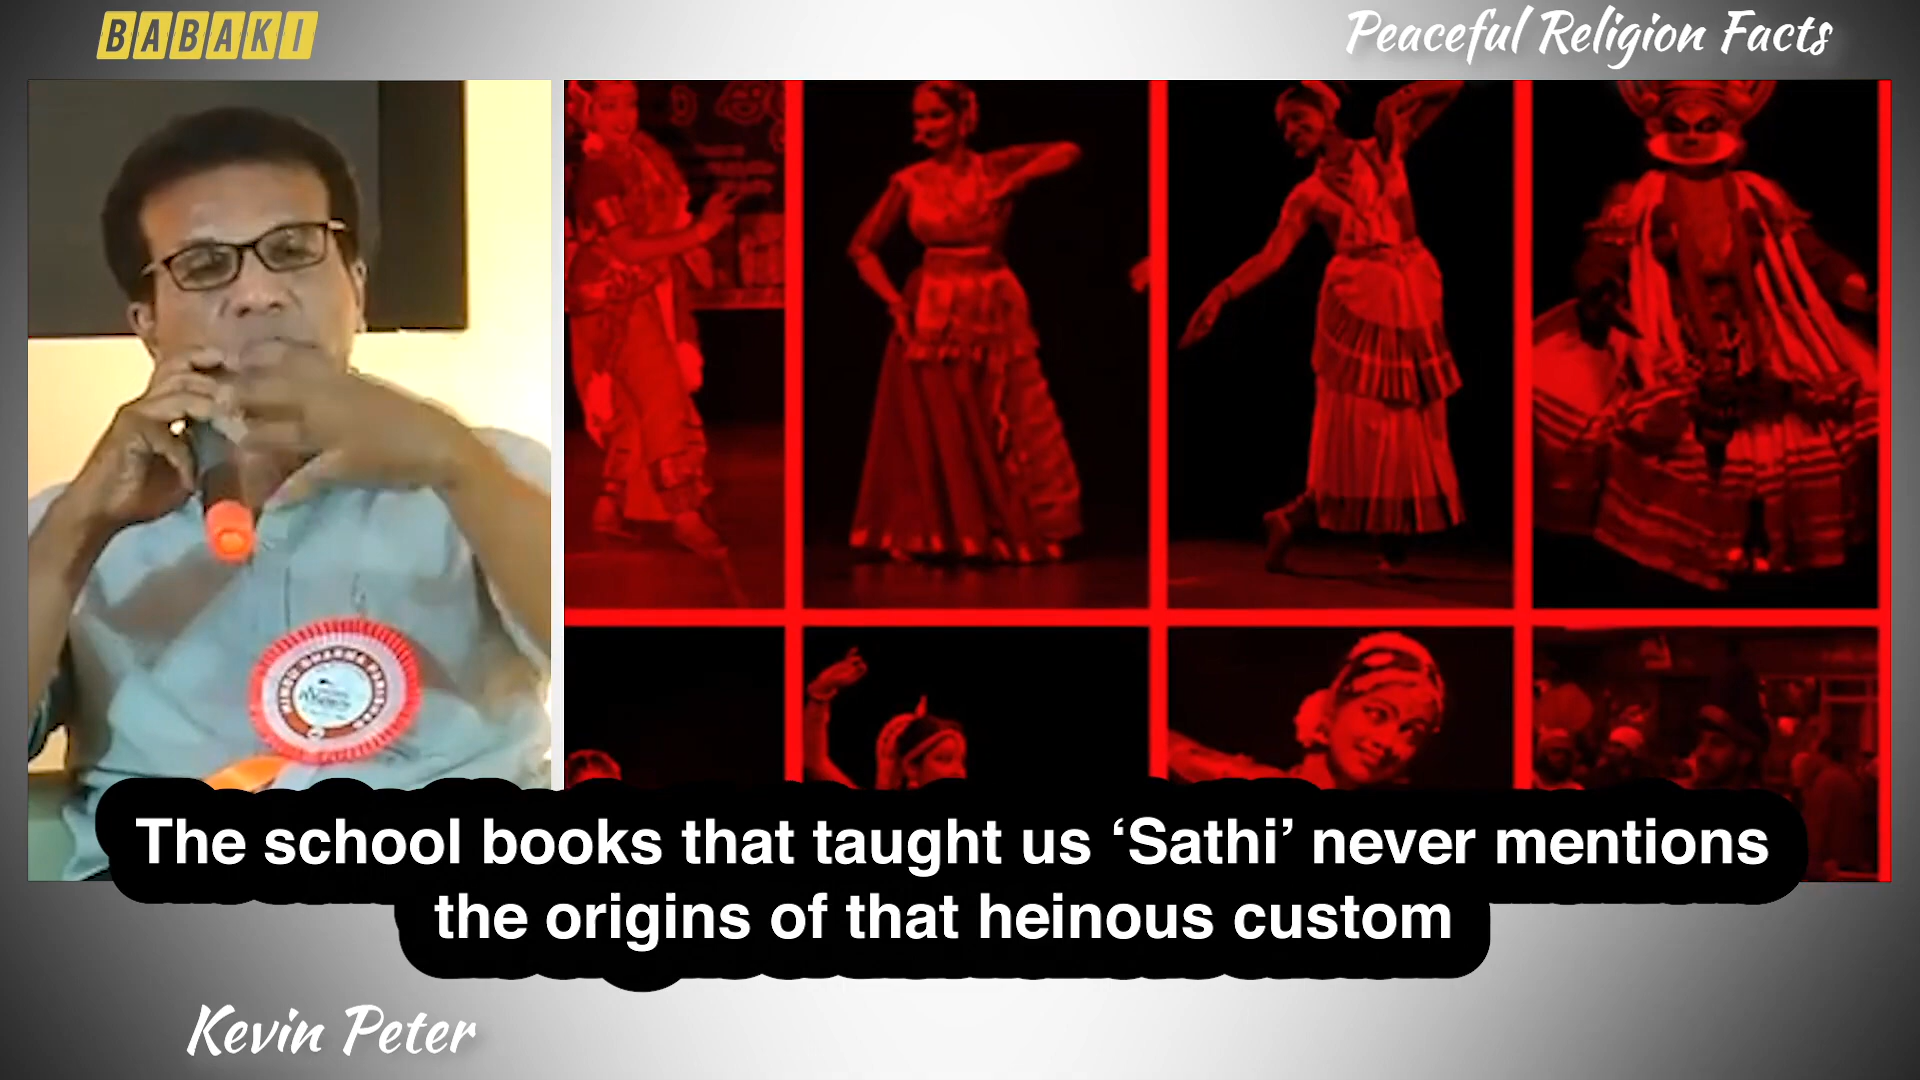 BABAKI
Peaceful Religion Facts
The school books that taught us ‘Sathi’ never mentions
the origins of that heinous custom
Kevin Peter